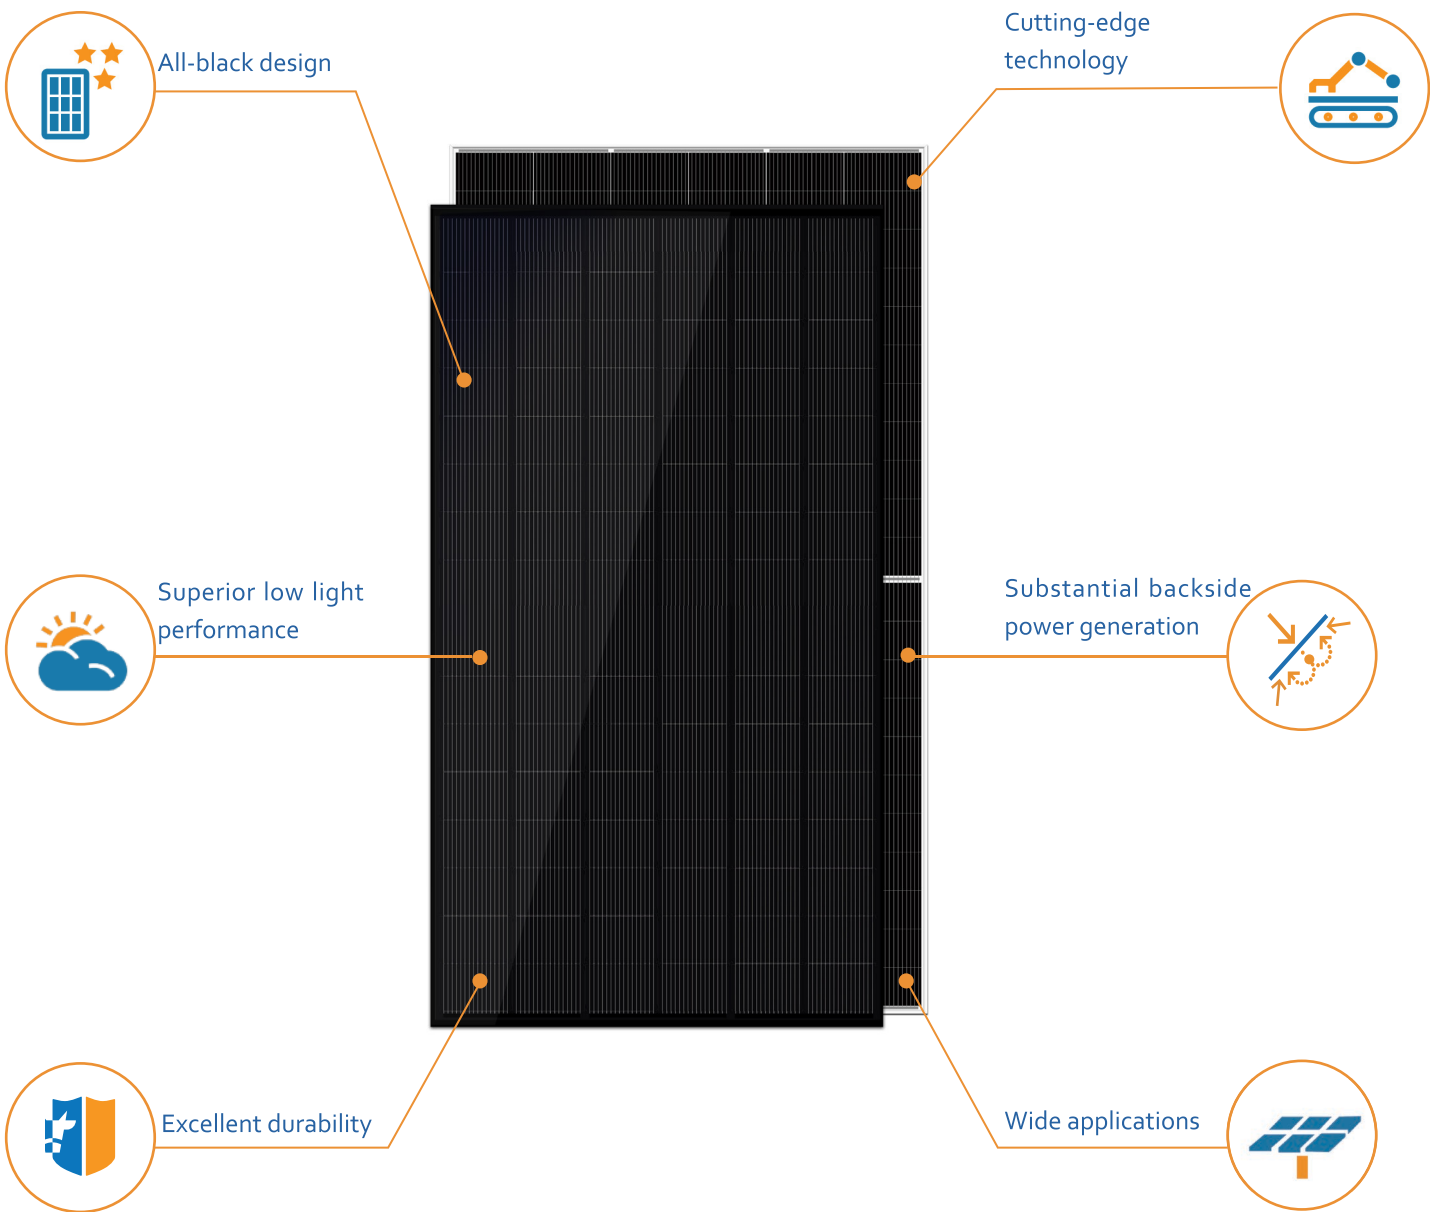 All-black design
Cutting-edge
technology
Superior low light
performance
Substantial backside
power generation
Excellent durability
Wide applications